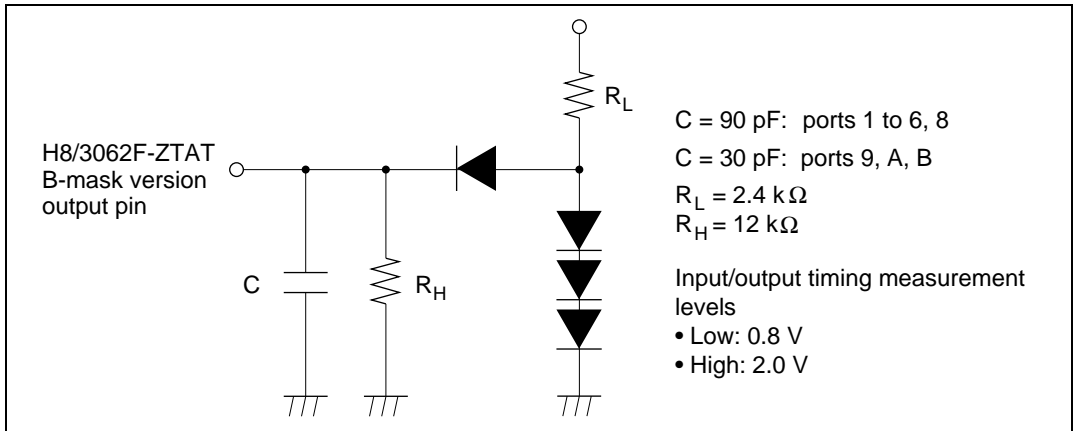 R_L
H8/3062F-ZTAT
B-mask version
output pin
C
R_H
C = 90 pF: ports 1 to 6, 8
C = 30 pF: ports 9, A, B
R_L = 2.4 kΩ
R_H = 12 kΩ
Input/output timing measurement
levels
• Low: 0.8 V
• High: 2.0 V